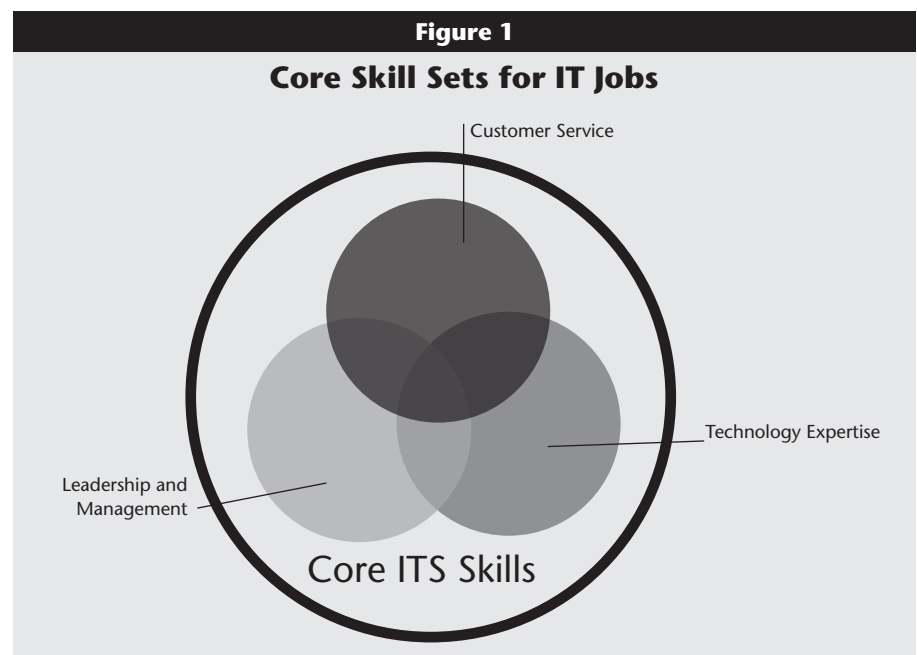 Figure 1
Core Skill Sets for IT Jobs
Customer Service
Technology Expertise
Leadership and
Management
Core ITS Skills